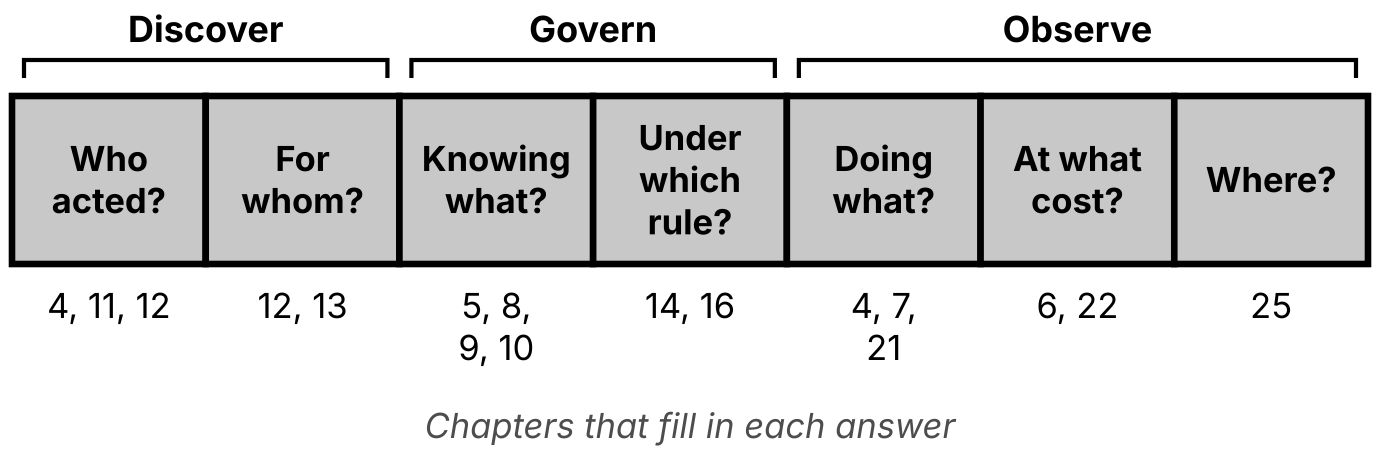 Discover
Govern
Observe
Who
acted?
For
whom?
Knowing
what?
Under
which
rule?
Doing
what?
At what
cost?
Where?
4, 11, 12
12, 13
5, 8,
9, 10
14, 16
4, 7,
21
6, 22
25
Chapters that fill in each answer